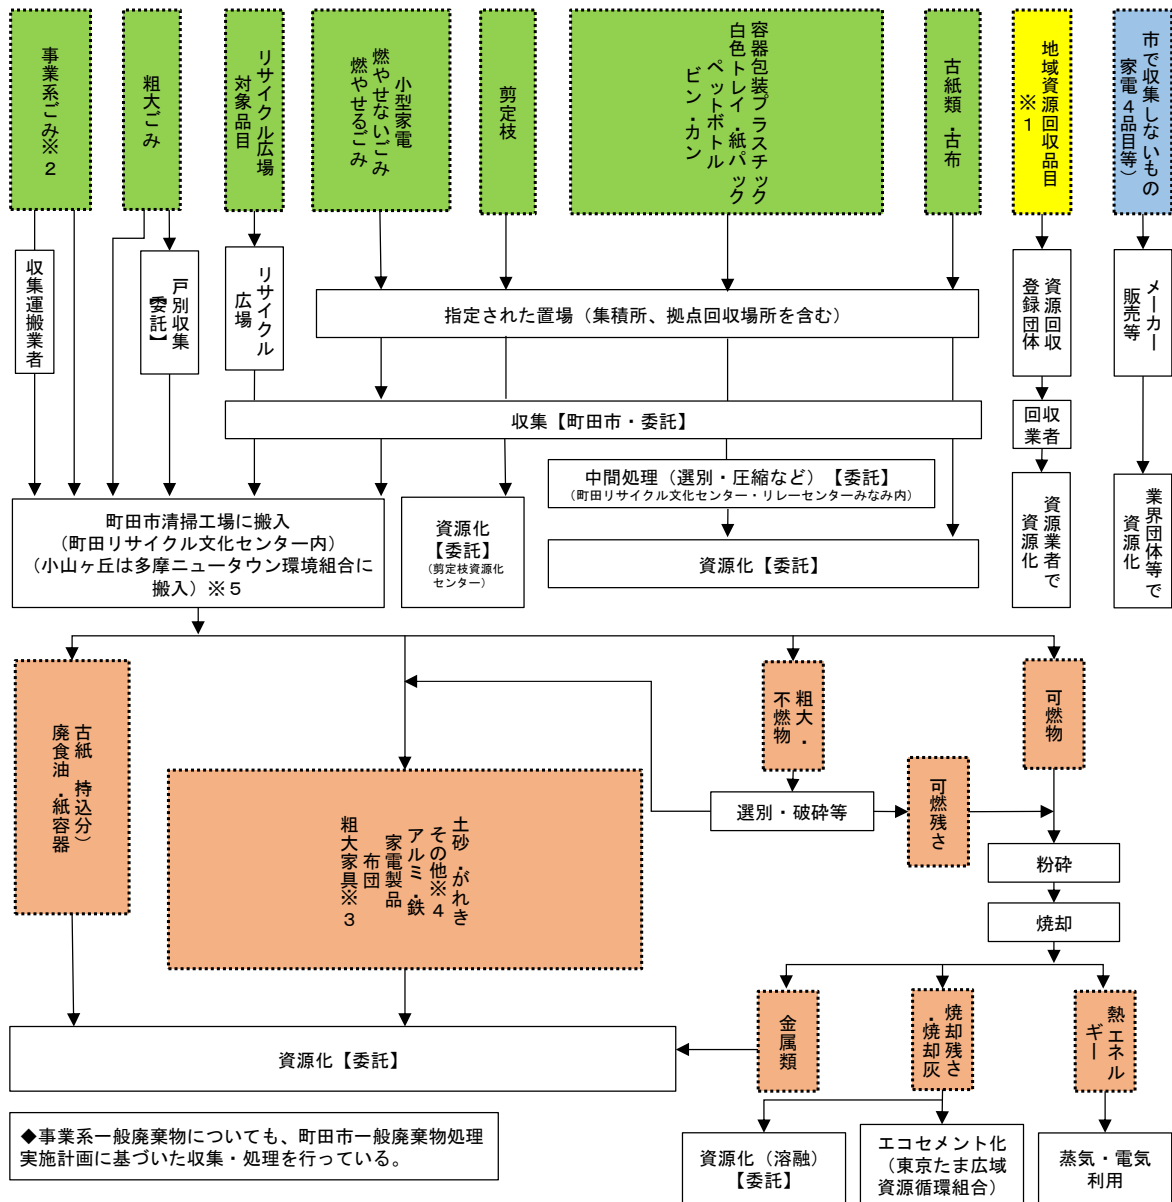 事業系ごみ※2
粗大ごみ
リサイクル広場
対象品目
小型家電
燃やせないごみ
燃やせるごみ
剪定枝
容器包装プラスチック
白色トレイ・紙パック
ペットボトル
ビン・カン
古紙類・古布
地域資源回収品目
※1
市で収集しないもの
家電4品目等）
収集運搬業者
戸別収集
【委託】
リサイクル
広場
指定された置場（集積所、拠点回収場所を含む）
資源回収
登録団体
メーカー
販売等
収集【町田市・委託】
回収
業者
中間処理（選別・圧縮など）【委託】
（町田リサイクル文化センター・リレーセンターみなみ内）
町田市清掃工場に搬入
（町田リサイクル文化センター内）
（小山ヶ丘は多摩ニュータウン環境組合に
搬入）※5
資源化
【委託】
（剪定枝資源化
センター）
資源化【委託】
資源業者で
資源化
業界団体等で
資源化
古紙　持込分）
廃食油・紙容器
土砂・がれき
その他※4
アルミ・鉄
家電製品
布団
粗大家具※3
粗大・
不燃物
可燃物
選別・破砕等
可燃残さ
粉砕
焼却
金属類
焼却残さ
・焼却灰
熱エネル
ギー
資源化【委託】
資源化（溶融）
【委託】
エコセメント化
（東京たま広域
資源循環組合）
蒸気・電気
利用
◆事業系一般廃棄物についても、町田市一般廃棄物処理
実施計画に基づいた収集・処理を行っている。